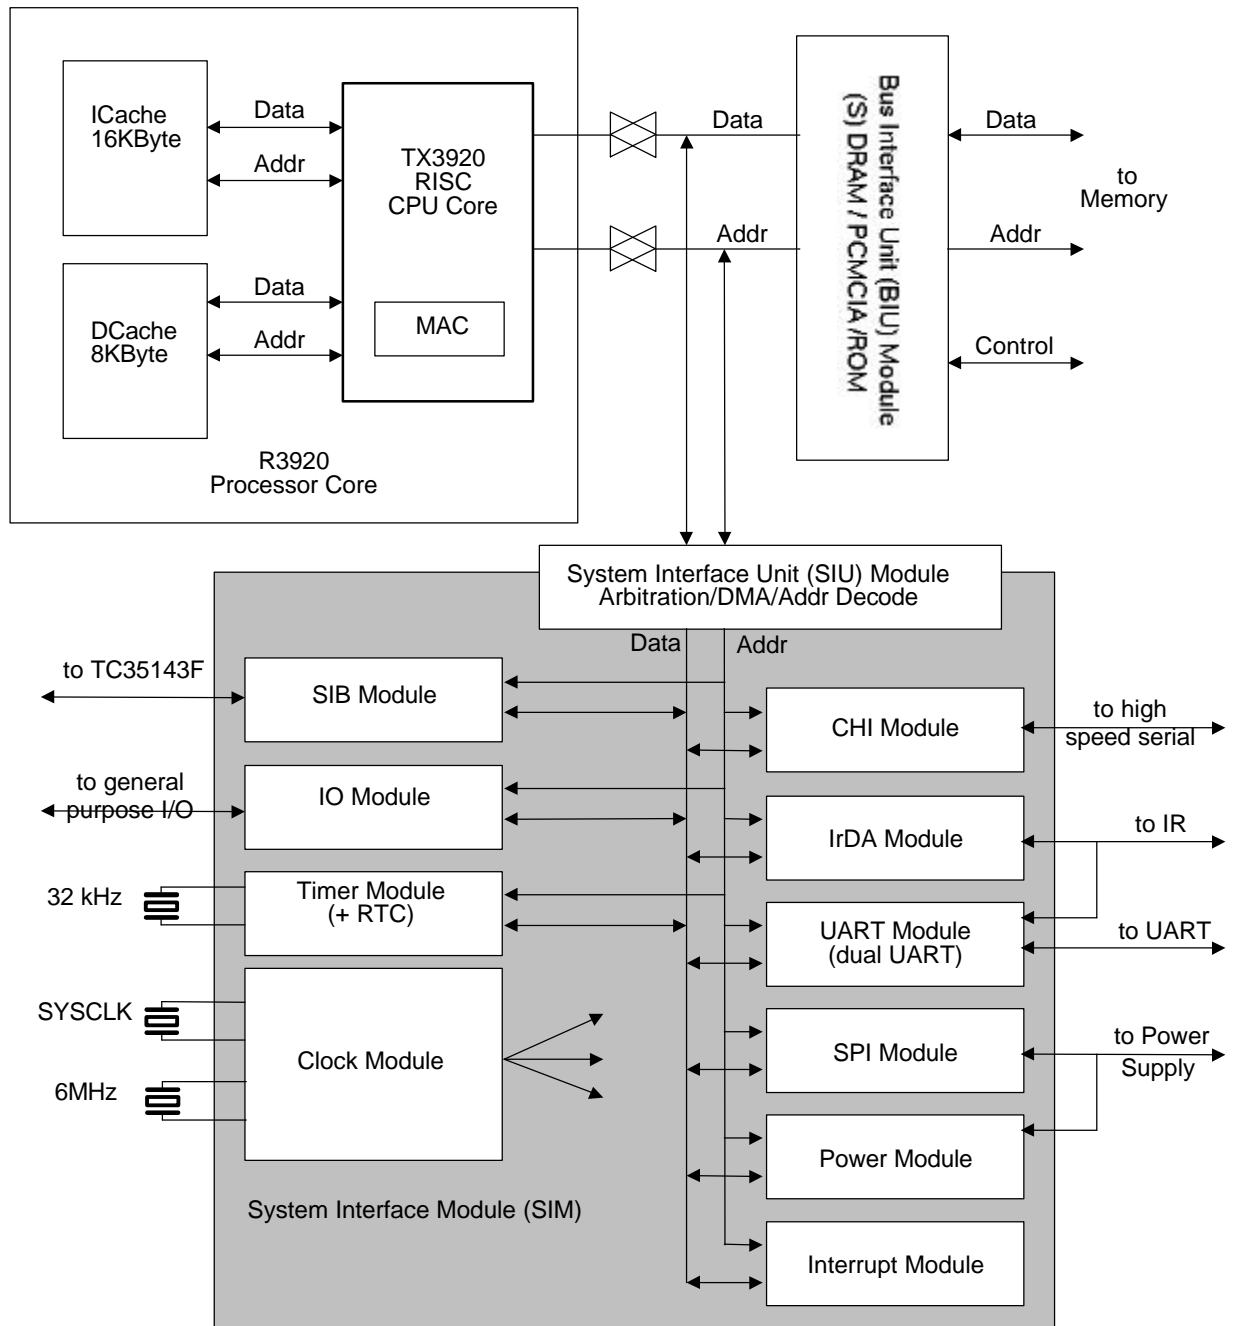 ICache
16KByte
Data
Addr
DCache
8KByte
Data
Addr
TX3920
RISC
CPU Core
MAC
R3920
Processor Core
Data
Addr
Bus Interface Unit (BIU) Module
(S) DRAM / PCMCIA /ROM
Data
to
Memory
Addr
Control
System Interface Unit (SIU) Module
Arbitration/DMA/Addr Decode
Data
Addr
to TC35143F
SIB Module
to general
purpose I/O
IO Module
32 kHz
Timer Module
(+ RTC)
SYSCLK
6MHz
Clock Module
System Interface Module (SIM)
CHI Module
to high
speed serial
IrDA Module
to IR
UART Module
(dual UART)
to UART
SPI Module
to Power
Supply
Power Module
Interrupt Module